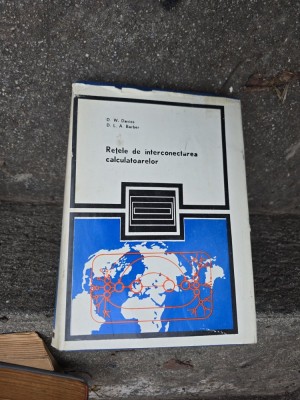 D. W. Davies
D. L. A. Barber
Rețele de interconectarea
calculatoarelor